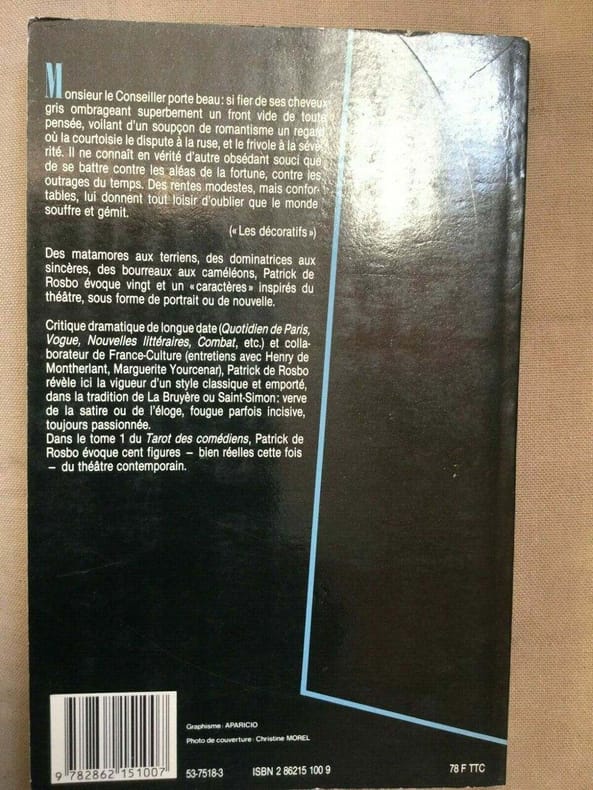 Monsieur le Conseiller porte beau : si fier de ses cheveux
gris ombrageant superbement un front vide de toute
pensée, voilant d'un soupçon de romantisme un regard
où la courtoisie le dispute à la ruse, et le frivole à la sévé-
rité. Il ne connaît en vérité d'autre obsédant souci que
de se battre contre les aléas de la fortune, contre les
outrages du temps. Des rentes modestes, mais confor-
tables, lui donnent tout loisir d'oublier que le monde
souffre et gémit.
(« Les décoratifs »)
Des matamores aux terriens, des dominatrices aux
sincères, des bourreaux aux caméléons, Patrick de
Rosbo évoque vingt et un «caractères» inspirés du
théâtre, sous forme de portrait ou de nouvelle.
Critique dramatique de longue date (Quotidien de Paris,
Vogue, Nouvelles littéraires, Combat, etc.) et colla-
borateur de France-Culture (entretiens avec Henry de
Montherlant, Marguerite Yourcenar), Patrick de Rosbo
révèle ici la vigueur d'un style classique et emporté,
dans la tradition de La Bruyère ou Saint-Simon : verve
de la satire ou de l'éloge, fougue parfois incisive,
toujours passionnée.
Dans le tome 1 du Tarot des comédiens, Patrick de
Rosbo évoque cent figures – bien réelles cette fois
– du théâtre contemporain.
Graphisme : APARICIO
Photo de couverture : Christine MOREL
9 782862 151007
53-7518-3
ISBN 2 86215 100 9
78 F TTC